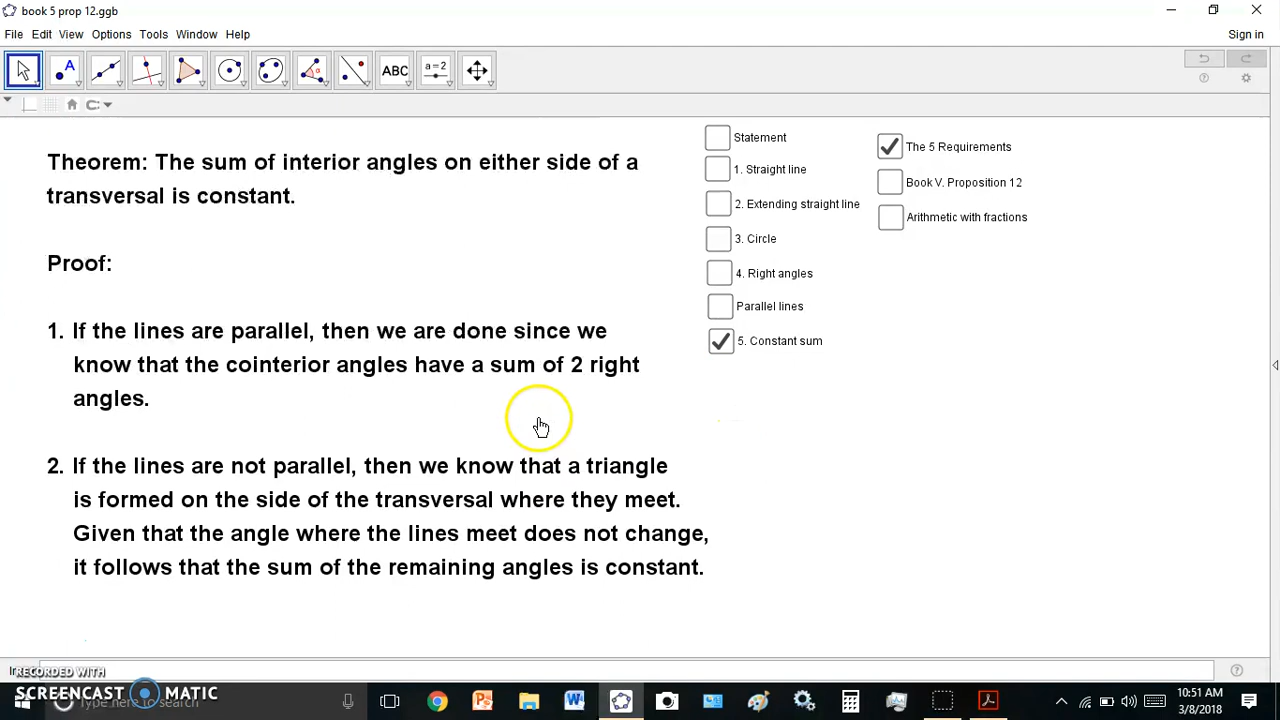 book 5 prop 12.ggb
File Edit View Options Tools Window Help
Sign in
A
ABC
a = 2
Statement
The 5 Requirements
Theorem: The sum of interior angles on either side of a
1. Straight line
Book V. Proposition 12
transversal is constant.
2. Extending straight line
Arithmetic with fractions
3. Circle
Proof:
4. Right angles
Parallel lines
1. If the lines are parallel, then we are done since we
5. Constant sum
know that the cointerior angles have a sum of 2 right
angles.
2. If the lines are not parallel, then we know that a triangle
is formed on the side of the transversal where they meet.
Given that the angle where the lines meet does not change,
it follows that the sum of the remaining angles is constant.
RECORDED WITH
SCREENCAST MATIC
Type here to search
10:51 AM
3/8/2018